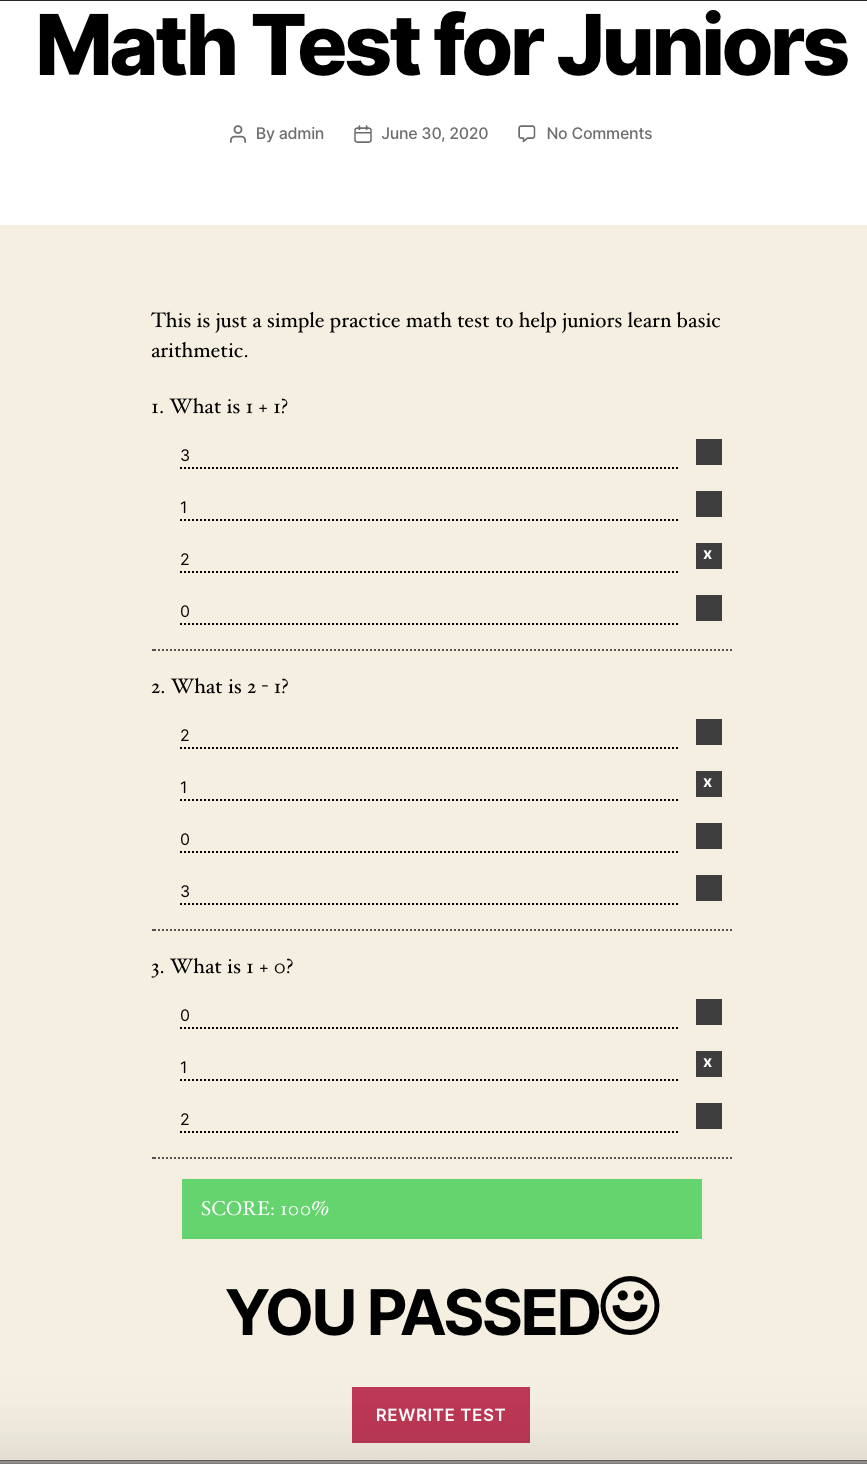 Math Test for Juniors
By admin June 30, 2020 No Comments
This is just a simple practice math test to help juniors learn basic
arithmetic.
1. What is 1 + 1?
3
1
2 x
0
2. What is 2 - 1?
2
1 x
0
3
3. What is 1 + 0?
0
1 x
2
SCORE: 100%
YOU PASSED
REWRITE TEST